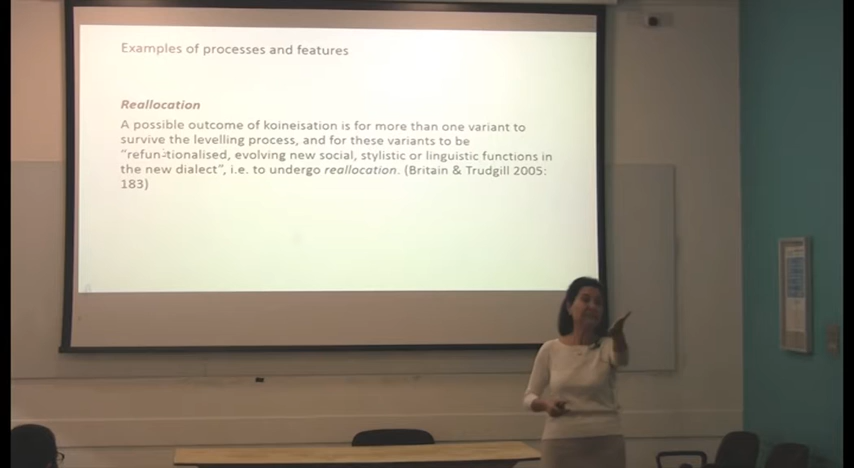 Examples of processes and features
Reallocation
A possible outcome of koineisation is for more than one variant to
survive the levelling process, and for these variants to be
“refunctionalised, evolving new social, stylistic or linguistic functions in
the new dialect”, i.e. to undergo reallocation. (Britain & Trudgill 2005:
183)